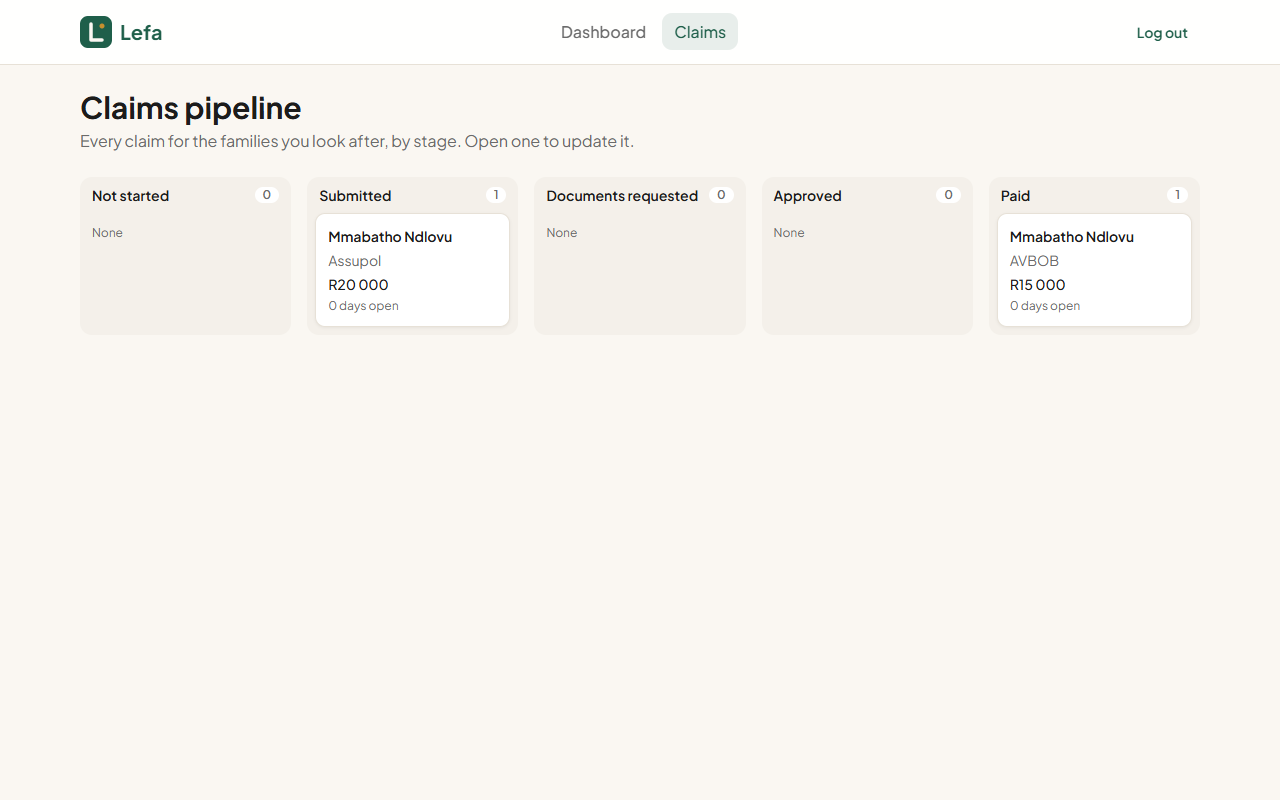 Lefa
Dashboard
Claims
Log out
Claims pipeline
Every claim for the families you look after, by stage. Open one to update it.
Not started 0
None
Submitted 1
Mmabatho Ndlovu
Assupol
R20 000
0 days open
Documents requested 0
None
Approved 0
None
Paid 1
Mmabatho Ndlovu
AVBOB
R15 000
0 days open